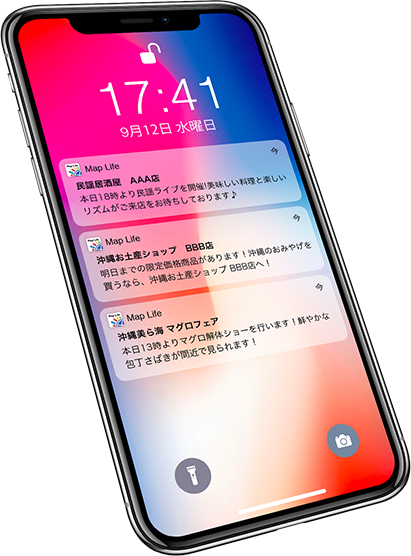 17:41
9月12日 水曜日
Map Life
今
民謡居酒屋　AAA店
本日18時より民謡ライブを開催!美味しい料理と楽しい
リズムがご来店をお待ちしております♪
Map Life
今
沖縄お土産ショップ　BBB店
明日までの限定価格商品があります！沖縄のおみやげを
買うなら、沖縄お土産ショップ BBB店へ！
Map Life
今
沖縄美ら海 マグロフェア
本日13時よりマグロ解体ショーを行います！鮮やかな
包丁さばきが間近で見られます！